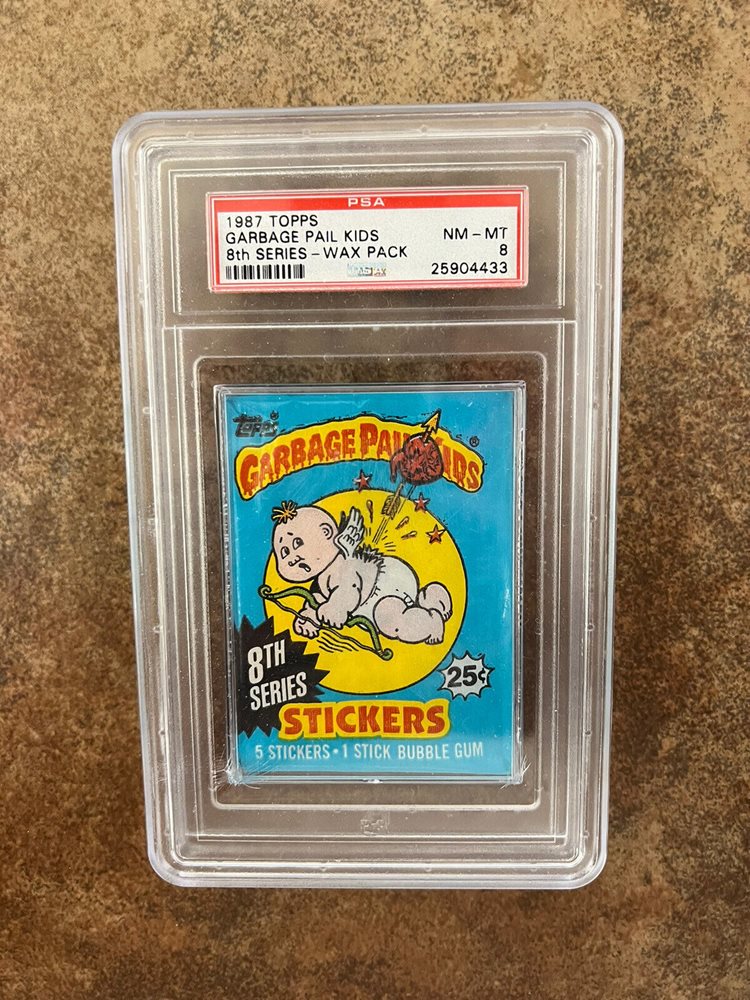 PSA
1987 TOPPS
GARBAGE PAIL KIDS NM-MT
8th SERIES-WAX PACK 8
PSA 25904433
TOPPS®
GARBAGE PAIL KIDS®
8TH
SERIES
25¢
STICKERS
5 STICKERS • 1 STICK BUBBLE GUM